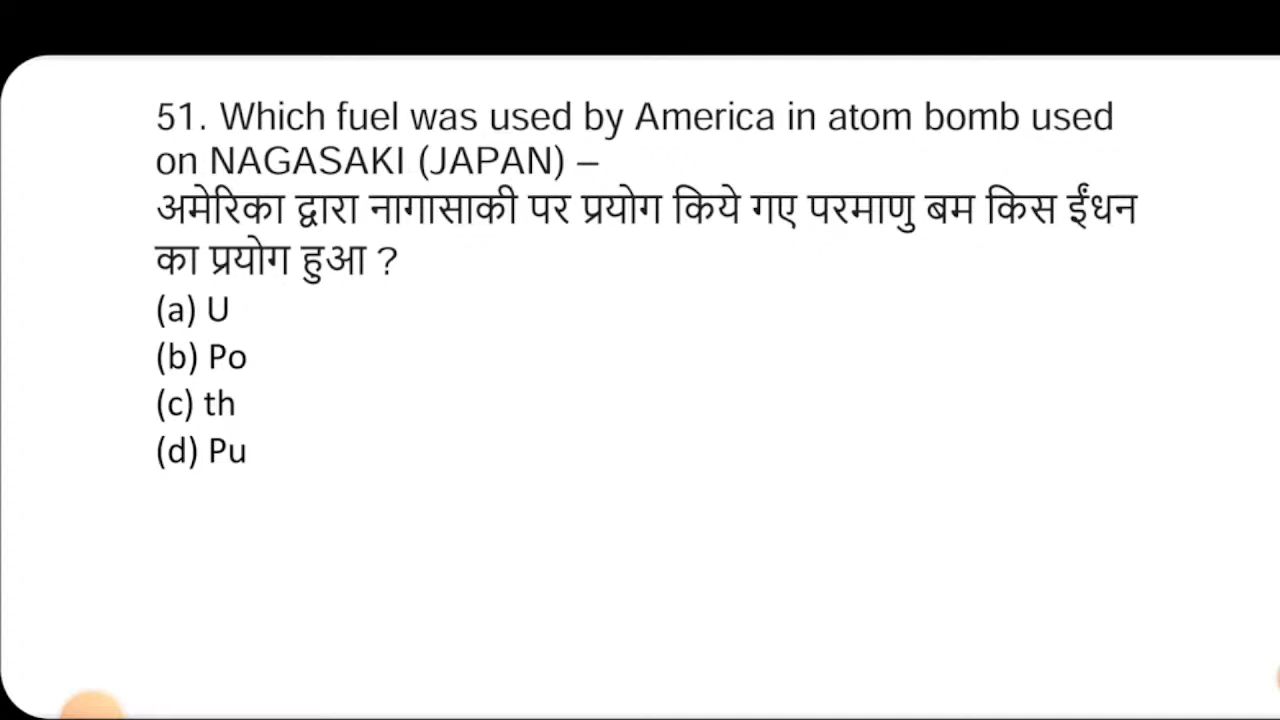 51. Which fuel was used by America in atom bomb used
on NAGASAKI (JAPAN) –
अमेरिका द्वारा नागासाकी पर प्रयोग किये गए परमाणु बम किस ईंधन
का प्रयोग हुआ ?
(a) U
(b) Po
(c) th
(d) Pu